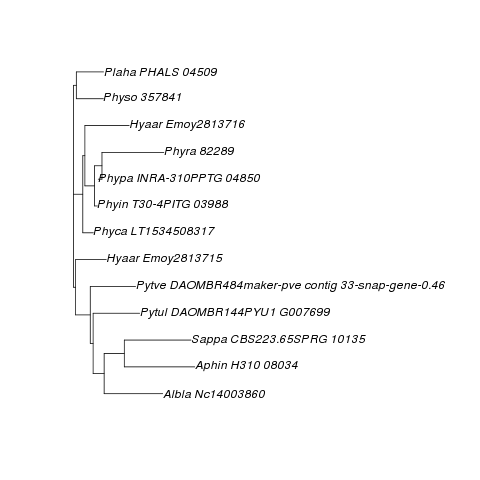 Plaha PHALS 04509
Physo 357841
Hyaar Emoy2813716
Phyra 82289
Phypa INRA-310PPTG 04850
Phyin T30-4PITG 03988
Phyca LT1534508317
Hyaar Emoy2813715
Pytve DAOMBR484maker-pve contig 33-snap-gene-0.46
Pytul DAOMBR144PYU1 G007699
Sappa CBS223.65SPRG 10135
Aphin H310 08034
Albla Nc14003860